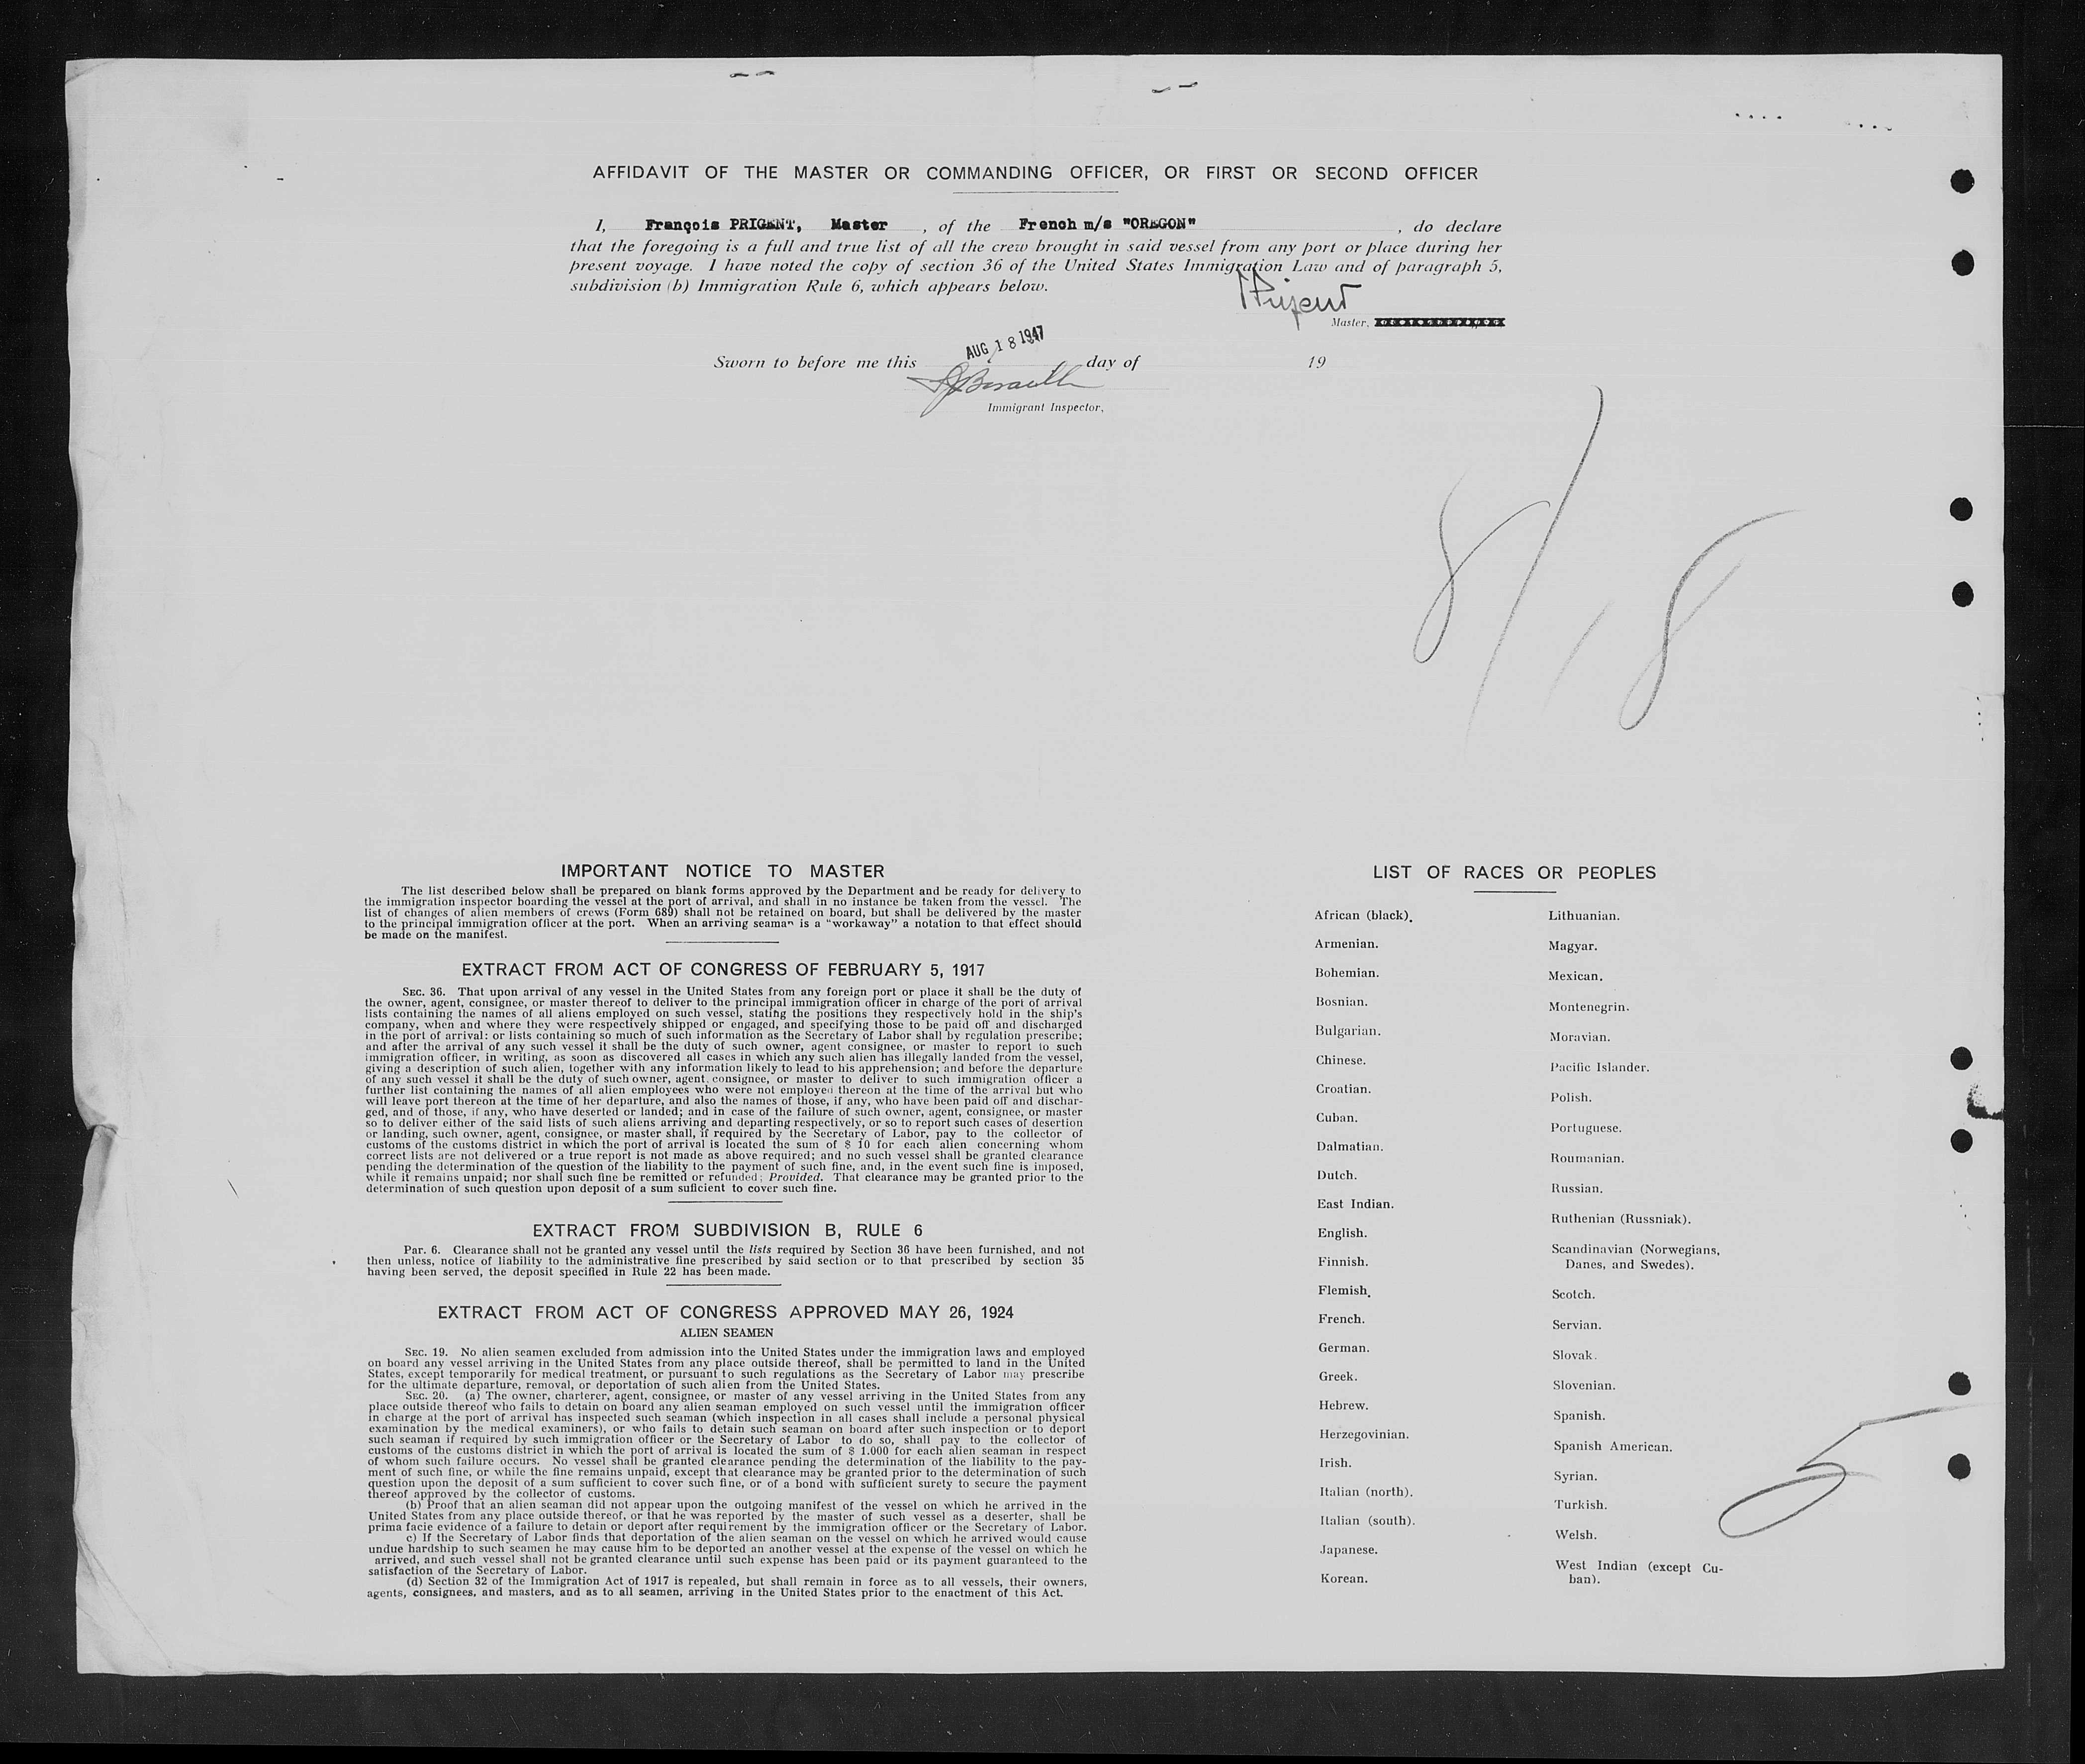 AFFIDAVIT OF THE MASTER OR COMMANDING OFFICER, OR FIRST OR SECOND OFFICER
I, François PRIGENT, Master , of the French m/s "OREGON" , do declare
that the foregoing is a full and true list of all the crew brought in said vessel from any port or place during her
present voyage. I have noted the copy of section 36 of the United States Immigration Law and of paragraph 5,
subdivision (b) Immigration Rule 6, which appears below.
Prigent
Master,
AUG 18 1947
Sworn to before me this day of 19
Immigrant Inspector,
8/18
IMPORTANT NOTICE TO MASTER
The list described below shall be prepared on blank forms approved by the Department and be ready for delivery to
the immigration inspector boarding the vessel at the port of arrival, and shall in no instance be taken from the vessel. The
list of changes of alien members of crews (Form 689) shall not be retained on board, but shall be delivered by the master
to the principal immigration officer at the port. When an arriving seaman is a "workaway" a notation to that effect should
be made on the manifest.
EXTRACT FROM ACT OF CONGRESS OF FEBRUARY 5, 1917
SEC. 36. That upon arrival of any vessel in the United States from any foreign port or place it shall be the duty of
the owner, agent, consignee, or master thereof to deliver to the principal immigration officer in charge of the port of arrival
lists containing the names of all aliens employed on such vessel, stating the positions they respectively hold in the ship's
company, when and where they were respectively shipped or engaged, and specifying those to be paid off and discharged
in the port of arrival: or lists containing so much of such information as the Secretary of Labor shall by regulation prescribe;
and after the arrival of any such vessel it shall be the duty of such owner, agent consignee, or master to report to such
immigration officer, in writing, as soon as discovered all cases in which any such alien has illegally landed from the vessel,
giving a description of such alien, together with any information likely to lead to his apprehension; and before the departure
of any such vessel it shall be the duty of such owner, agent. consignee, or master to deliver to such immigration officer a
further list containing the names of all alien employees who were not employed thereon at the time of the arrival but who
will leave port thereon at the time of her departure, and also the names of those, if any, who have been paid off and dischar-
ged, and of those, if any, who have deserted or landed; and in case of the failure of such owner, agent, consignee, or master
so to deliver either of the said lists of such aliens arriving and departing respectively, or so to report such cases of desertion
or landing, such owner, agent, consignee, or master shall, if required by the Secretary of Labor, pay to the collector of
customs of the customs district in which the port of arrival is located the sum of $ 10 for each alien concerning whom
correct lists are not delivered or a true report is not made as above required; and no such vessel shall be granted clearance
pending the determination of the question of the liability to the payment of such fine, and, in the event such fine is imposed,
while it remains unpaid; nor shall such fine be remitted or refunded; Provided. That clearance may be granted prior to the
determination of such question upon deposit of a sum suficient to cover such fine.
EXTRACT FROM SUBDIVISION B, RULE 6
Par. 6. Clearance shall not be granted any vessel until the lists required by Section 36 have been furnished, and not
then unless, notice of liability to the administrative fine prescribed by said section or to that prescribed by section 35
having been served, the deposit specified in Rule 22 has been made.
EXTRACT FROM ACT OF CONGRESS APPROVED MAY 26, 1924
ALIEN SEAMEN
SEC. 19. No alien seamen excluded from admission into the United States under the immigration laws and employed
on board any vessel arriving in the United States from any place outside thereof, shall be permitted to land in the United
States, except temporarily for medical treatment, or pursuant to such regulations as the Secretary of Labor may prescribe
for the ultimate departure, removal, or deportation of such alien from the United States.
SEC. 20. (a) The owner, charterer, agent, consignee, or master of any vessel arriving in the United States from any
place outside thereof who fails to detain on board any alien seaman employed on such vessel until the immigration officer
in charge at the port of arrival has inspected such seaman (which inspection in all cases shall include a personal physical
examination by the medical examiners), or who fails to detain such seaman on board after such inspection or to deport
such seaman if required by such immigration officer or the Secretary of Labor to do so, shall pay to the collector of
customs of the customs district in which the port of arrival is located the sum of $ 1.000 for each alien seaman in respect
of whom such failure occurs. No vessel shall be granted clearance pending the determination of the liability to the pay-
ment of such fine, or while the fine remains unpaid, except that clearance may be granted prior to the determination of such
question upon the deposit of a sum sufficient to cover such fine, or of a bond with sufficient surety to secure the payment
thereof approved by the collector of customs.
(b) Proof that an alien seaman did not appear upon the outgoing manifest of the vessel on which he arrived in the
United States from any place outside thereof, or that he was reported by the master of such vessel as a deserter, shall be
prima facie evidence of a failure to detain or deport after requirement by the immigration officer or the Secretary of Labor.
c) If the Secretary of Labor finds that deportation of the alien seaman on the vessel on which he arrived would cause
undue hardship to such seamen he may cause him to be deported an another vessel at the expense of the vessel on which he
arrived, and such vessel shall not be granted clearance until such expense has been paid or its payment guaranteed to the
satisfaction of the Secretary of Labor.
(d) Section 32 of the Immigration Act of 1917 is repealed, but shall remain in force as to all vessels, their owners,
agents, consignees, and masters, and as to all seamen, arriving in the United States prior to the enactment of this Act.
LIST OF RACES OR PEOPLES
African (black).
Armenian.
Bohemian.
Bosnian.
Bulgarian.
Chinese.
Croatian.
Cuban.
Dalmatian.
Dutch.
East Indian.
English.
Finnish.
Flemish.
French.
German.
Greek.
Hebrew.
Herzegovinian.
Irish.
Italian (north).
Italian (south).
Japanese.
Korean.
Lithuanian.
Magyar.
Mexican.
Montenegrin.
Moravian.
Pacific Islander.
Polish.
Portuguese.
Roumanian.
Russian.
Ruthenian (Russniak).
Scandinavian (Norwegians,
Danes, and Swedes).
Scotch.
Servian.
Slovak.
Slovenian.
Spanish.
Spanish American.
Syrian.
Turkish.
Welsh.
West Indian (except Cu-
ban).
5